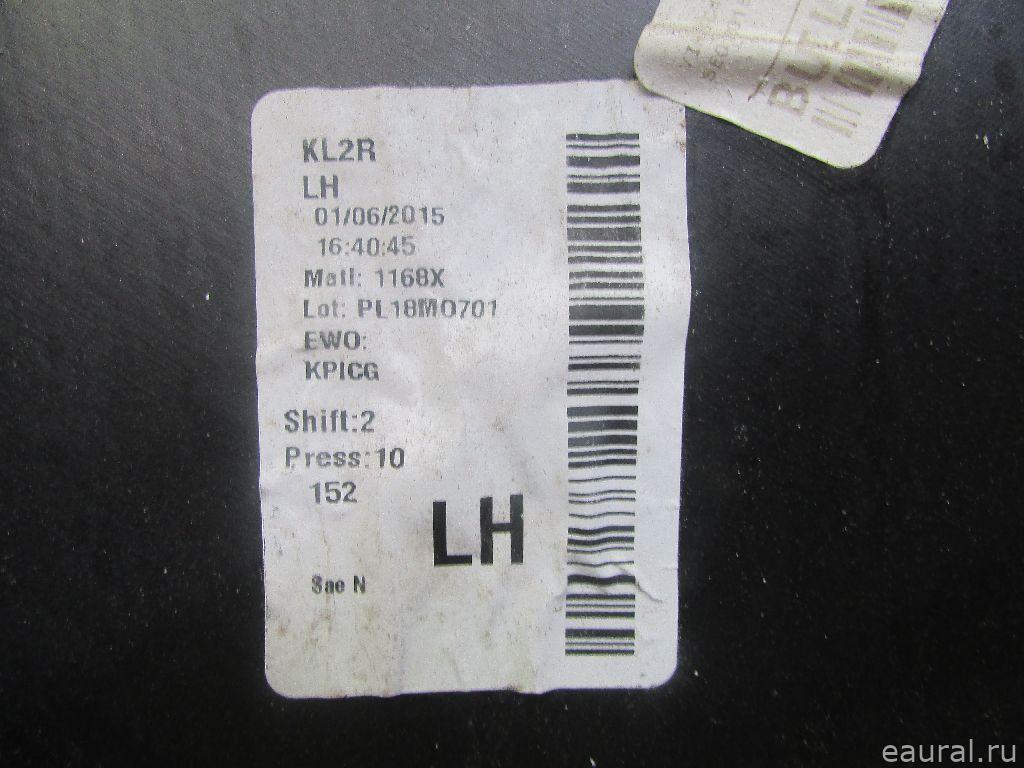 KL2R
LH
01/06/2015
16:40:45
Matl: 1168X
Lot: PL18MO701
EWO:
KPICG
Shift:2
Press:10
152
LH
Sae N
eaural.ru